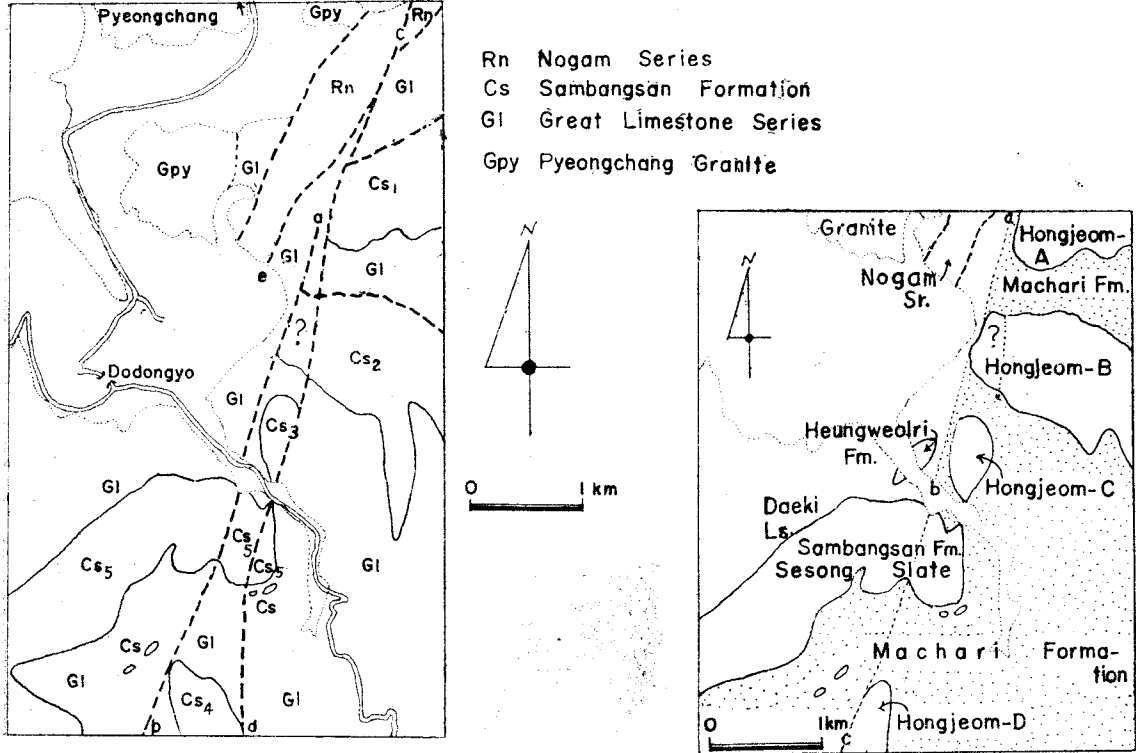 Pyeongchang
Gpy
Rn
c
Rn
Gl
Gpy
Gl
Cs1
a
Gl
e
Gl
?
Cs2
Dodongyo
Gl
Cs3
Gl
Cs5
Cs5
Cs5
Gl
Cs
Cs
Gl
Gl
Cs4
Gl
b
d
Rn Nogam Series
Cs Sambangsan Formation
Gl Great Limestone Series
Gpy Pyeongchang Granite
N
0 1 km
Granite
a
Hongjeom-
A
Nogam
Sr.
Machari Fm.
N
?
Hongjeom-B
Heungwealri
Fm.
b
Hongjeom-C
Daeki
Ls.
Sambangsan Fm.
Sesong Slate
Machari Forma-
tion
0 1km
c
Hongjeom-D